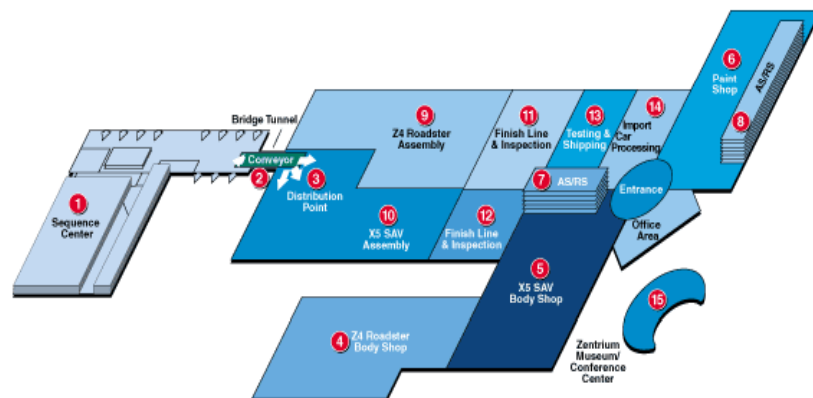 6
Paint
Shop
AS/RS
8
Bridge Tunnel
9
Z4 Roadster
Assembly
11
Finish Line
& Inspection
13
Testing &
Shipping
14
Import
Car
Processing
Conveyor
2
3
Distribution
Point
7
AS/RS
Entrance
1
Sequence
Center
10
X5 SAV
Assembly
12
Finish Line
& Inspection
Office
Area
5
X5 SAV
Body Shop
15
4
Z4 Roadster
Body Shop
Zentrium
Museum/
Conference
Center